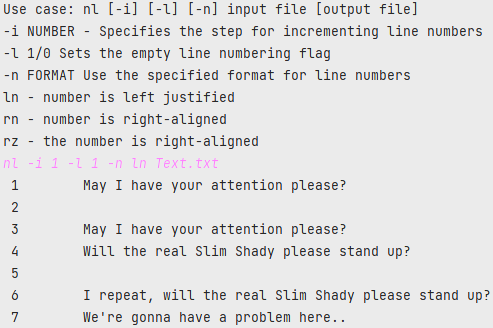 Use case: nl [-i] [-l] [-n] input file [output file]
-i NUMBER - Specifies the step for incrementing line numbers
-l 1/0 Sets the empty line numbering flag
-n FORMAT Use the specified format for line numbers
ln - number is left justified
rn - number is right-aligned
rz - the number is right-aligned
nl -i 1 -l 1 -n ln Text.txt
1 May I have your attention please?
2
3 May I have your attention please?
4 Will the real Slim Shady please stand up?
5
6 I repeat, will the real Slim Shady please stand up?
7 We're gonna have a problem here..